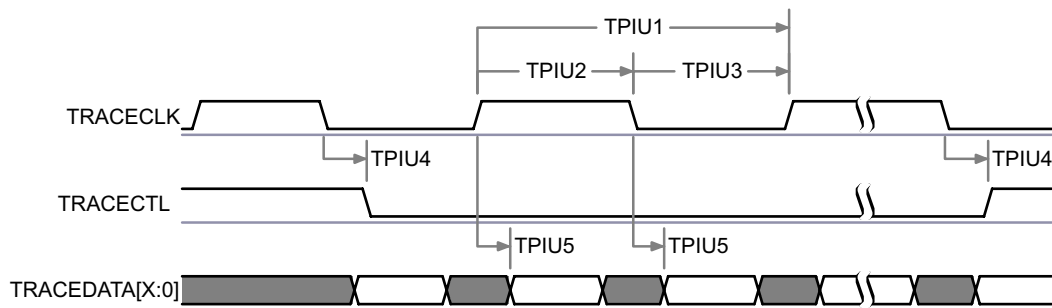 TPIU1
TPIU2
TPIU3
TRACECLK
TPIU4
TPIU4
TRACECTL
TPIU5
TPIU5
TRACEDATA[X:0]